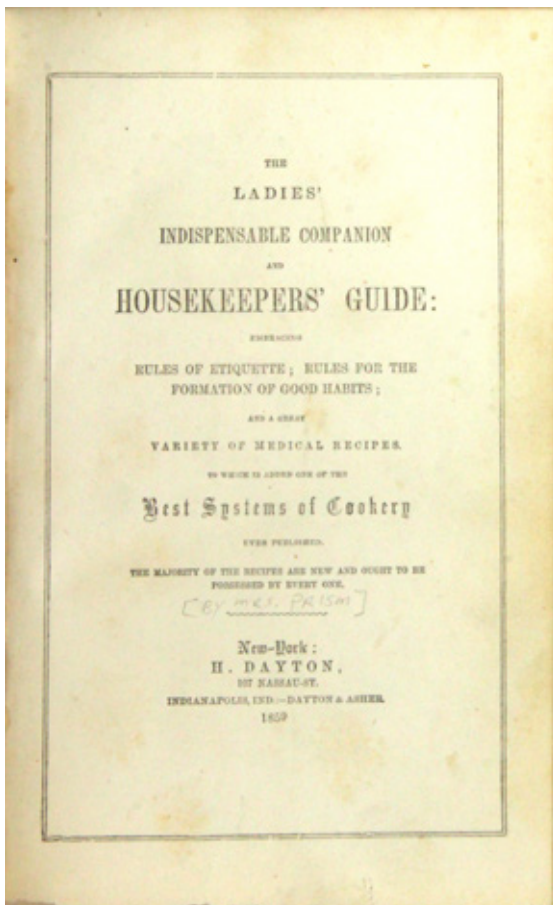 THE
LADIES'
INDISPENSABLE COMPANION
AND
HOUSEKEEPERS' GUIDE:
EMBRACING
RULES OF ETIQUETTE; RULES FOR THE
FORMATION OF GOOD HABITS;
AND A GREAT
VARIETY OF MEDICAL RECIPES.
TO WHICH IS ADDED ONE OF THE
Best Systems of Cookery
EVER PUBLISHED.
THE MAJORITY OF THE RECIPES ARE NEW AND OUGHT TO BE
POSSESSED BY EVERY ONE.
[BY MRS. PRISM]
New-York:
H. DAYTON,
107 NASSAU-ST.
INDIANAPOLIS, IND.—DAYTON & ASHER.
1859